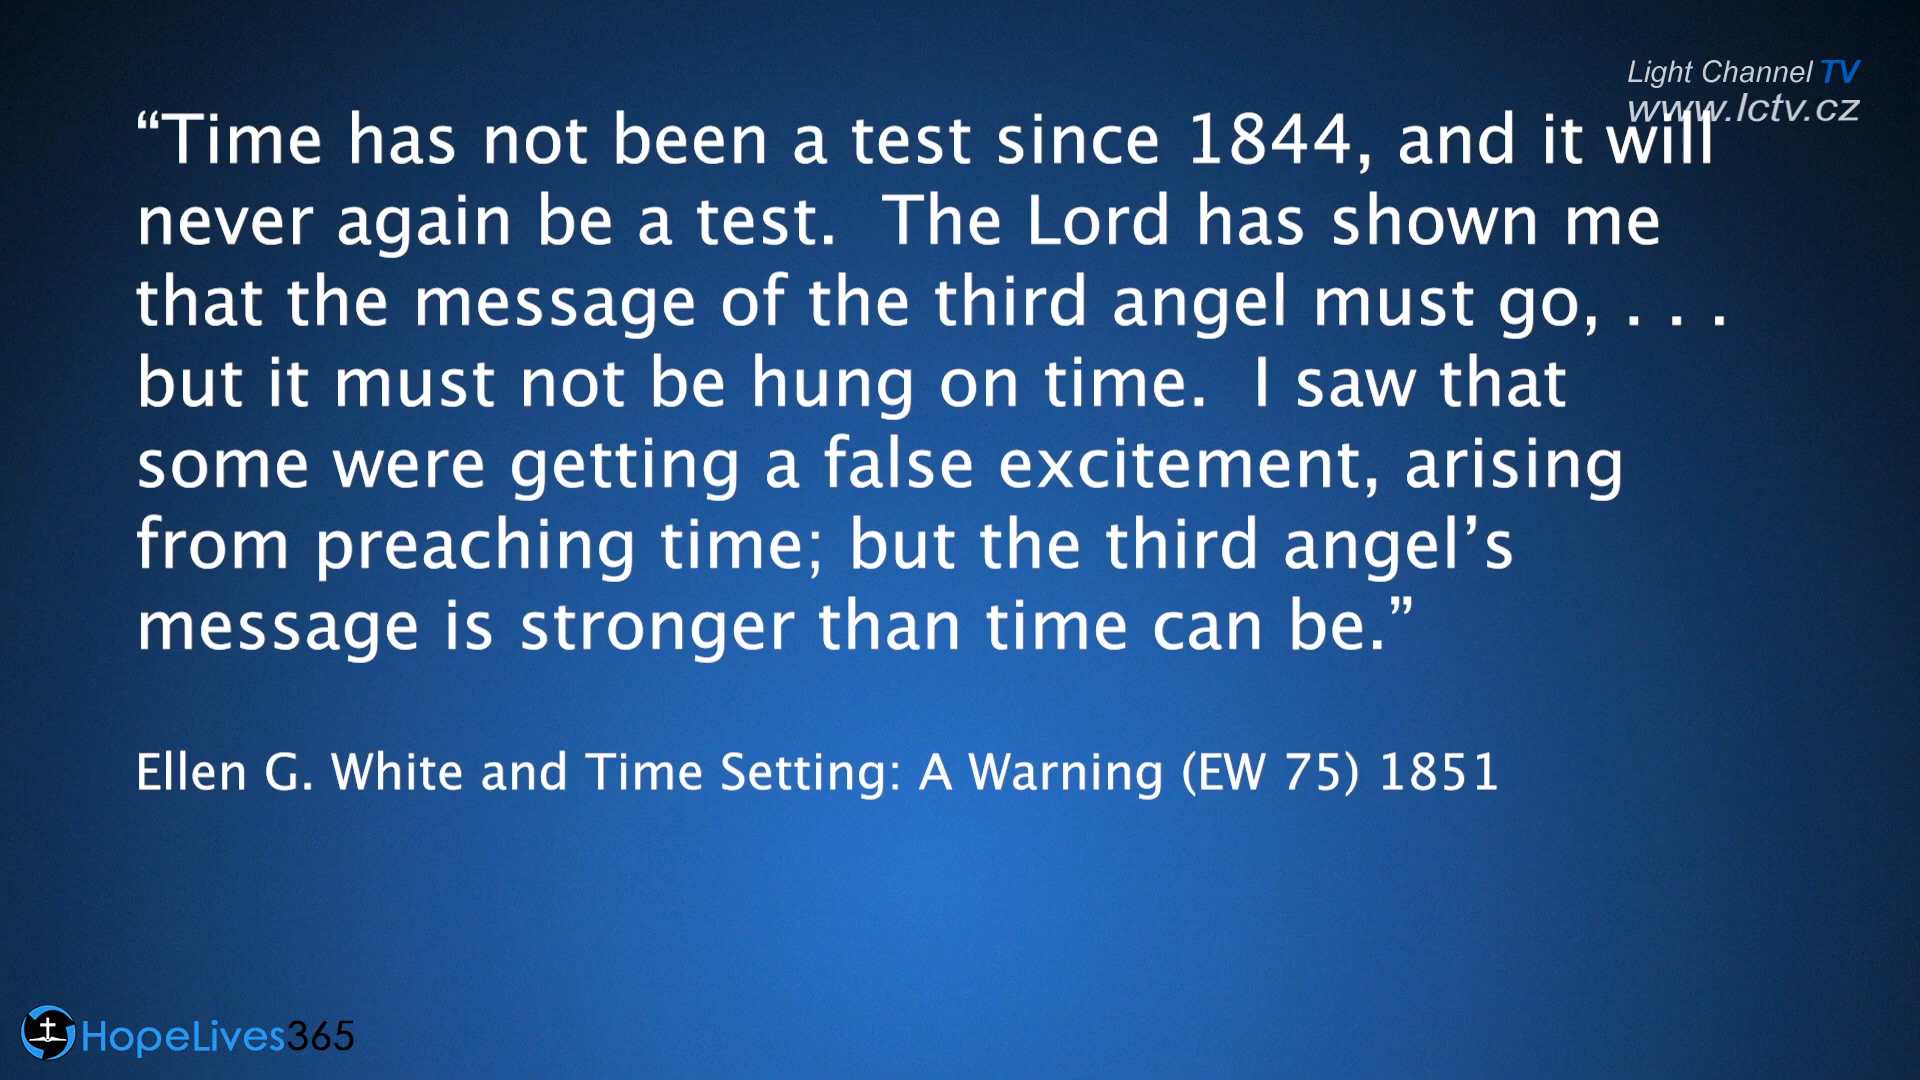 Light Channel TV
www.lctv.cz
“Time has not been a test since 1844, and it will
never again be a test.  The Lord has shown me
that the message of the third angel must go, . . .
but it must not be hung on time.  I saw that
some were getting a false excitement, arising
from preaching time; but the third angel’s
message is stronger than time can be.”
Ellen G. White and Time Setting: A Warning (EW 75) 1851
HopeLives365